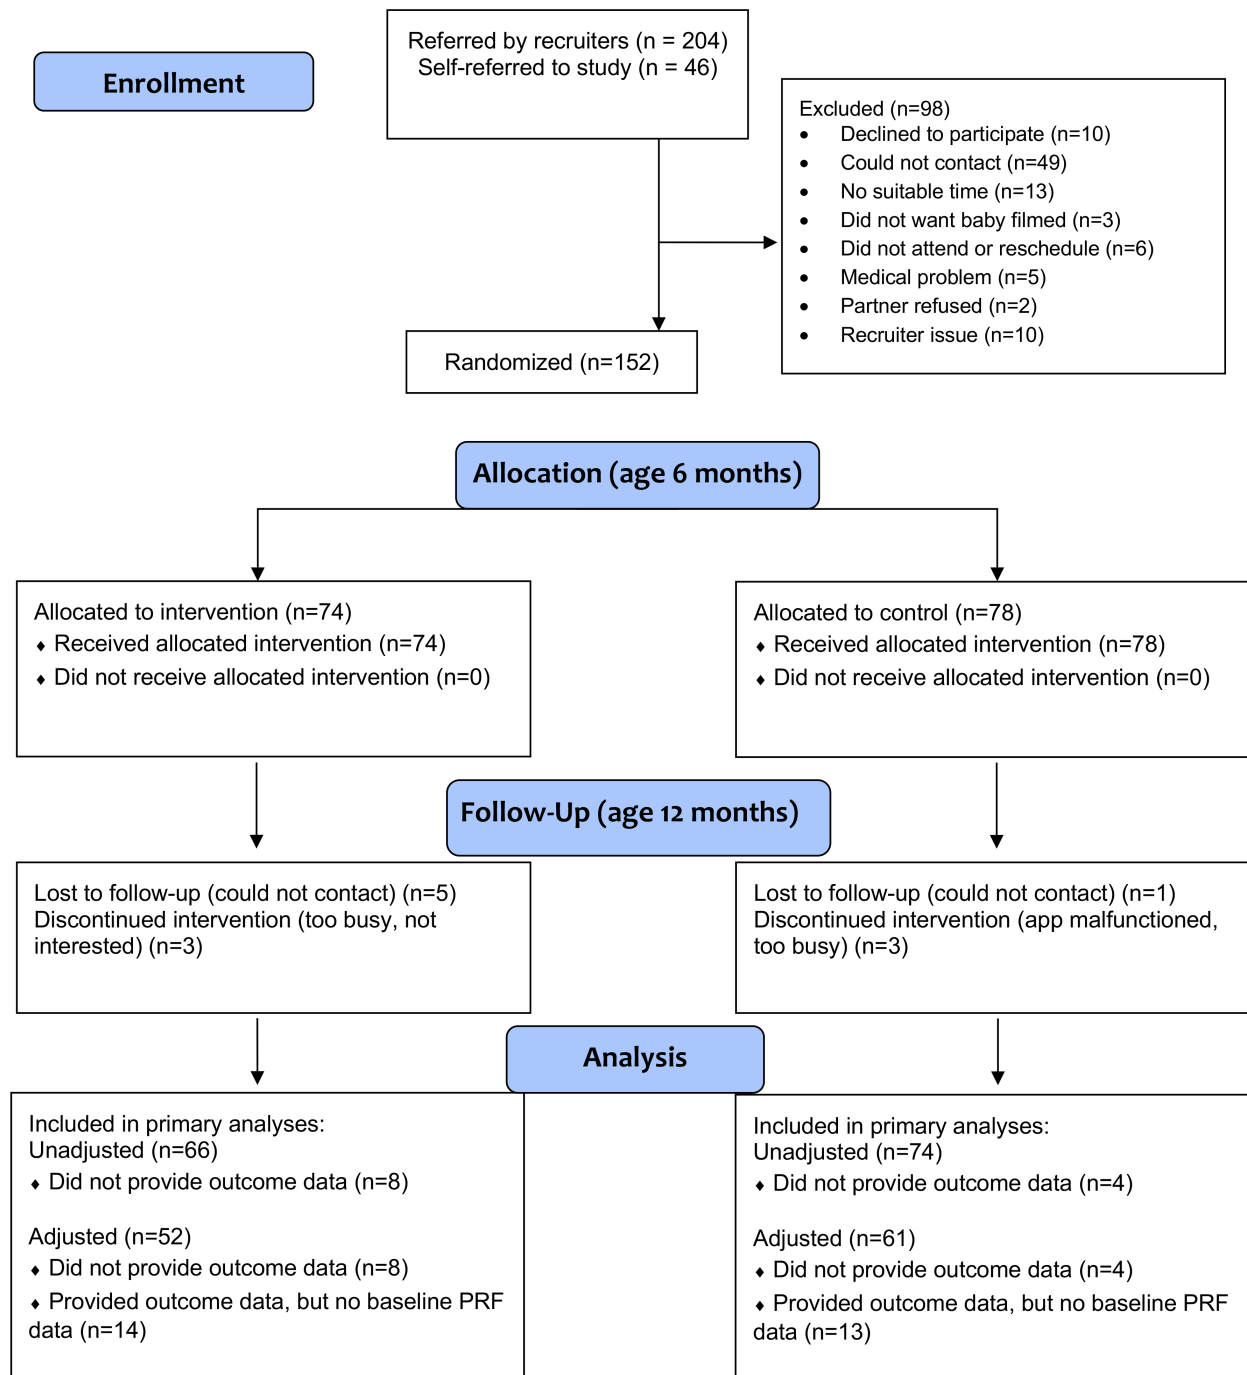 Enrollment
Referred by recruiters (n = 204)
Self-referred to study (n = 46)
Excluded (n=98)
• Declined to participate (n=10)
• Could not contact (n=49)
• No suitable time (n=13)
• Did not want baby filmed (n=3)
• Did not attend or reschedule (n=6)
• Medical problem (n=5)
• Partner refused (n=2)
• Recruiter issue (n=10)
Randomized (n=152)
Allocation (age 6 months)
Allocated to intervention (n=74)
♦ Received allocated intervention (n=74)
♦ Did not receive allocated intervention (n=0)
Allocated to control (n=78)
♦ Received allocated intervention (n=78)
♦ Did not receive allocated intervention (n=0)
Follow-Up (age 12 months)
Lost to follow-up (could not contact) (n=5)
Discontinued intervention (too busy, not
interested) (n=3)
Lost to follow-up (could not contact) (n=1)
Discontinued intervention (app malfunctioned,
too busy) (n=3)
Analysis
Included in primary analyses:
Unadjusted (n=66)
♦ Did not provide outcome data (n=8)
Adjusted (n=52)
♦ Did not provide outcome data (n=8)
♦ Provided outcome data, but no baseline PRF
data (n=14)
Included in primary analyses:
Unadjusted (n=74)
♦ Did not provide outcome data (n=4)
Adjusted (n=61)
♦ Did not provide outcome data (n=4)
♦ Provided outcome data, but no baseline PRF
data (n=13)